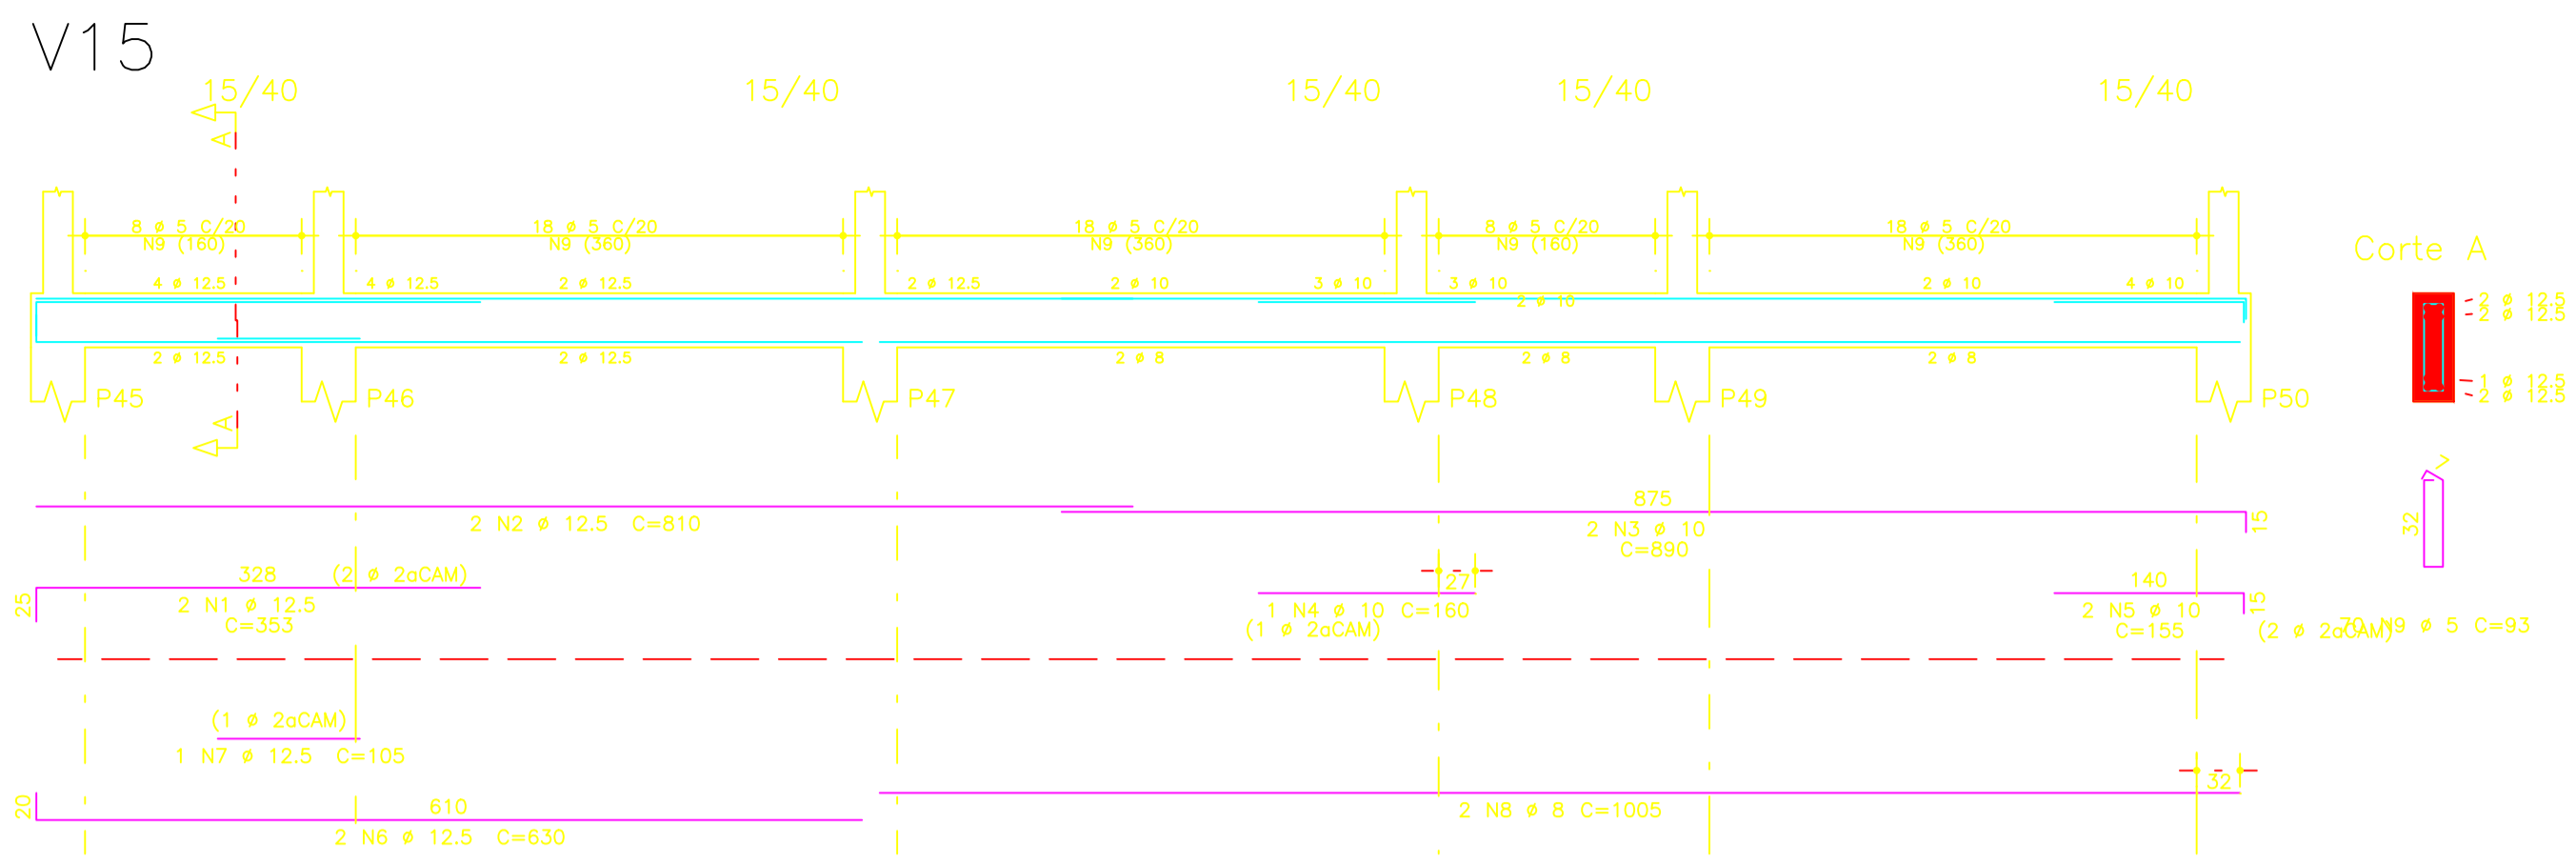 V15
15/40 15/40 15/40 15/40 15/40
A
8 ø 5 C/20 18 ø 5 C/20 18 ø 5 C/20 8 ø 5 C/20 18 ø 5 C/20
N9 (160) N9 (360) N9 (360) N9 (160) N9 (360)
Corte A
4 ø 12.5 4 ø 12.5 2 ø 12.5 2 ø 12.5 2 ø 10 3 ø 10 3 ø 10 2 ø 10 4 ø 10
2 ø 10
2 ø 12.5
2 ø 12.5
2 ø 12.5 2 ø 12.5 2 ø 8 2 ø 8 2 ø 8
1 ø 12.5
2 ø 12.5
P45 P46 P47 P48 P49 P50
A
875
2 N2 ø 12.5 C=810
2 N3 ø 10
C=890
15
32
328 (2 ø 2aCAM)
27
140
25
2 N1 ø 12.5
C=353
1 N4 ø 10 C=160
(1 ø 2aCAM)
2 N5 ø 10
C=155
15
(2 ø 2aCAM)
70 N9 ø 5 C=93
(1 ø 2aCAM)
1 N7 ø 12.5 C=105
32
20
610
2 N6 ø 12.5 C=630
2 N8 ø 8 C=1005